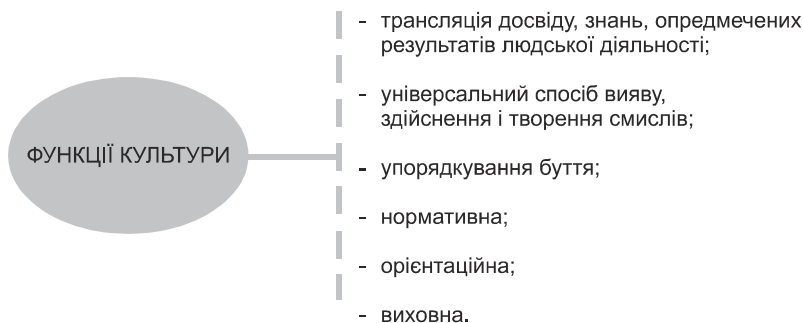 ФУНКЦІЇ КУЛЬТУРИ
- трансляція досвіду, знань, опредмечених
результатів людської діяльності;
- універсальний спосіб вияву,
здійснення і творення смислів;
- упорядкування буття;
- нормативна;
- орієнтаційна;
- виховна.